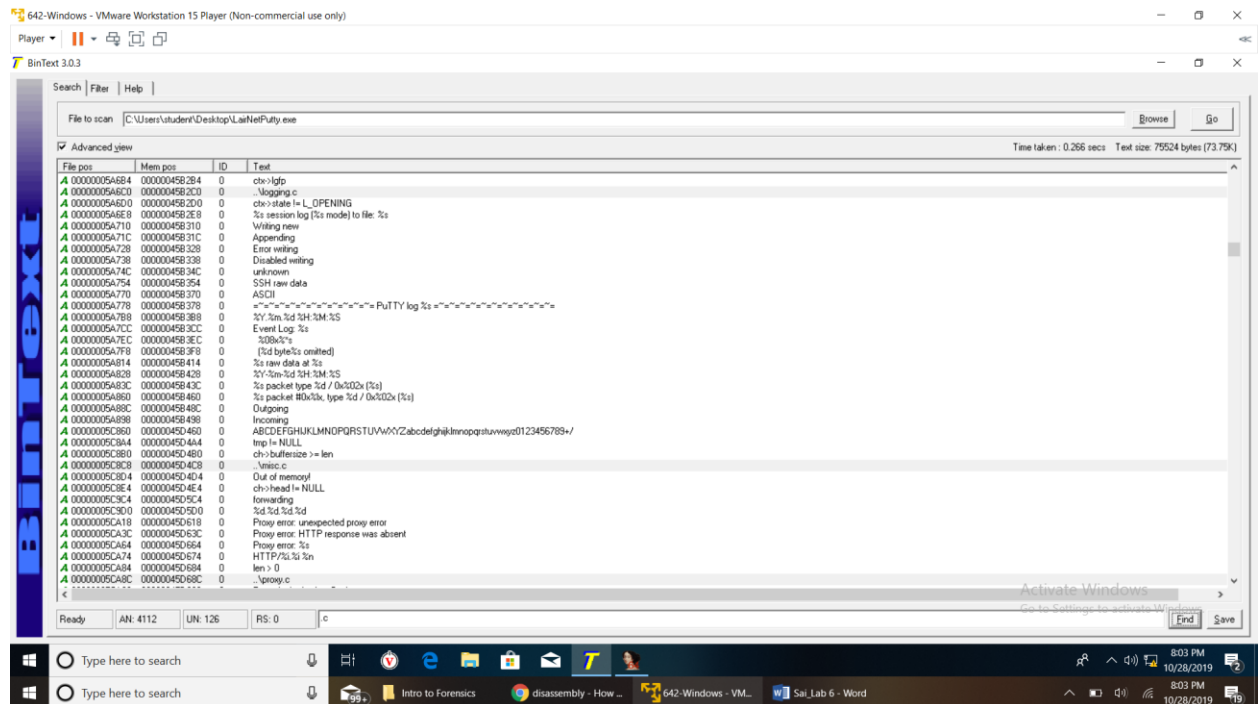 642-Windows - VMware Workstation 15 Player (Non-commercial use only)
Player
BinText 3.0.3
Search Filter Help
File to scan C:\Users\student\Desktop\LairNetPutty.exe Browse Go
Advanced view Time taken : 0.266 secs Text size: 75524 bytes (73.75K)
File pos Mem pos ID Text
A 00000005A6B4 00000045B2B4 0 ctx->lgfp
A 00000005A6C0 00000045B2C0 0 ..\logging.c
A 00000005A6D0 00000045B2D0 0 ctx->state != L_OPENING
A 00000005A6E8 00000045B2E8 0 %s session log (%s mode) to file: %s
A 00000005A710 00000045B310 0 Writing new
A 00000005A71C 00000045B31C 0 Appending
A 00000005A728 00000045B328 0 Error writing
A 00000005A738 00000045B338 0 Disabled writing
A 00000005A74C 00000045B34C 0 unknown
A 00000005A754 00000045B354 0 SSH raw data
A 00000005A770 00000045B370 0 ASCII
A 00000005A778 00000045B378 0 =~=~=~=~=~=~=~=~=~=~=~= PuTTY log %s =~=~=~=~=~=~=~=~=~=~=~=
A 00000005A7B8 00000045B3B8 0 %Y.%m.%d %H:%M:%S
A 00000005A7CC 00000045B3CC 0 Event Log: %s
A 00000005A7EC 00000045B3EC 0 %08x%*s
A 00000005A7F8 00000045B3F8 0 (%d byte%s omitted)
A 00000005A814 00000045B414 0 %s raw data at %s
A 00000005A828 00000045B428 0 %Y-%m-%d %H:%M:%S
A 00000005A83C 00000045B43C 0 %s packet type %d / 0x%02x (%s)
A 00000005A860 00000045B460 0 %s packet #0x%lx, type %d / 0x%02x (%s)
A 00000005A88C 00000045B48C 0 Outgoing
A 00000005A898 00000045B498 0 Incoming
A 00000005C860 00000045D460 0 ABCDEFGHIJKLMNOPQRSTUVWXYZabcdefghijklmnopqrstuvwxyz0123456789+/
A 00000005C8A4 00000045D4A4 0 tmp != NULL
A 00000005C8B0 00000045D4B0 0 ch->buffersize >= len
A 00000005C8C8 00000045D4C8 0 ..\misc.c
A 00000005C8D4 00000045D4D4 0 Out of memory!
A 00000005C8E4 00000045D4E4 0 ch->head != NULL
A 00000005C9C4 00000045D5C4 0 forwarding
A 00000005C9D0 00000045D5D0 0 %d.%d.%d.%d
A 00000005CA18 00000045D618 0 Proxy error: unexpected proxy error
A 00000005CA3C 00000045D63C 0 Proxy error: HTTP response was absent
A 00000005CA64 00000045D664 0 Proxy error: %s
A 00000005CA74 00000045D674 0 HTTP/%i.%i %n
A 00000005CA84 00000045D684 0 len > 0
A 00000005CA8C 00000045D68C 0 ..\proxy.c
Activate Windows
Go to Settings to activate Windows.
Ready AN: 4112 UN: 126 RS: 0 .c Find Save
BinText
Type here to search 8:03 PM
10/28/2019 2
Type here to search 99+ Intro to Forensics disassembly - How ... 642-Windows - VM... Sai_Lab 6 - Word 8:03 PM
10/28/2019 19